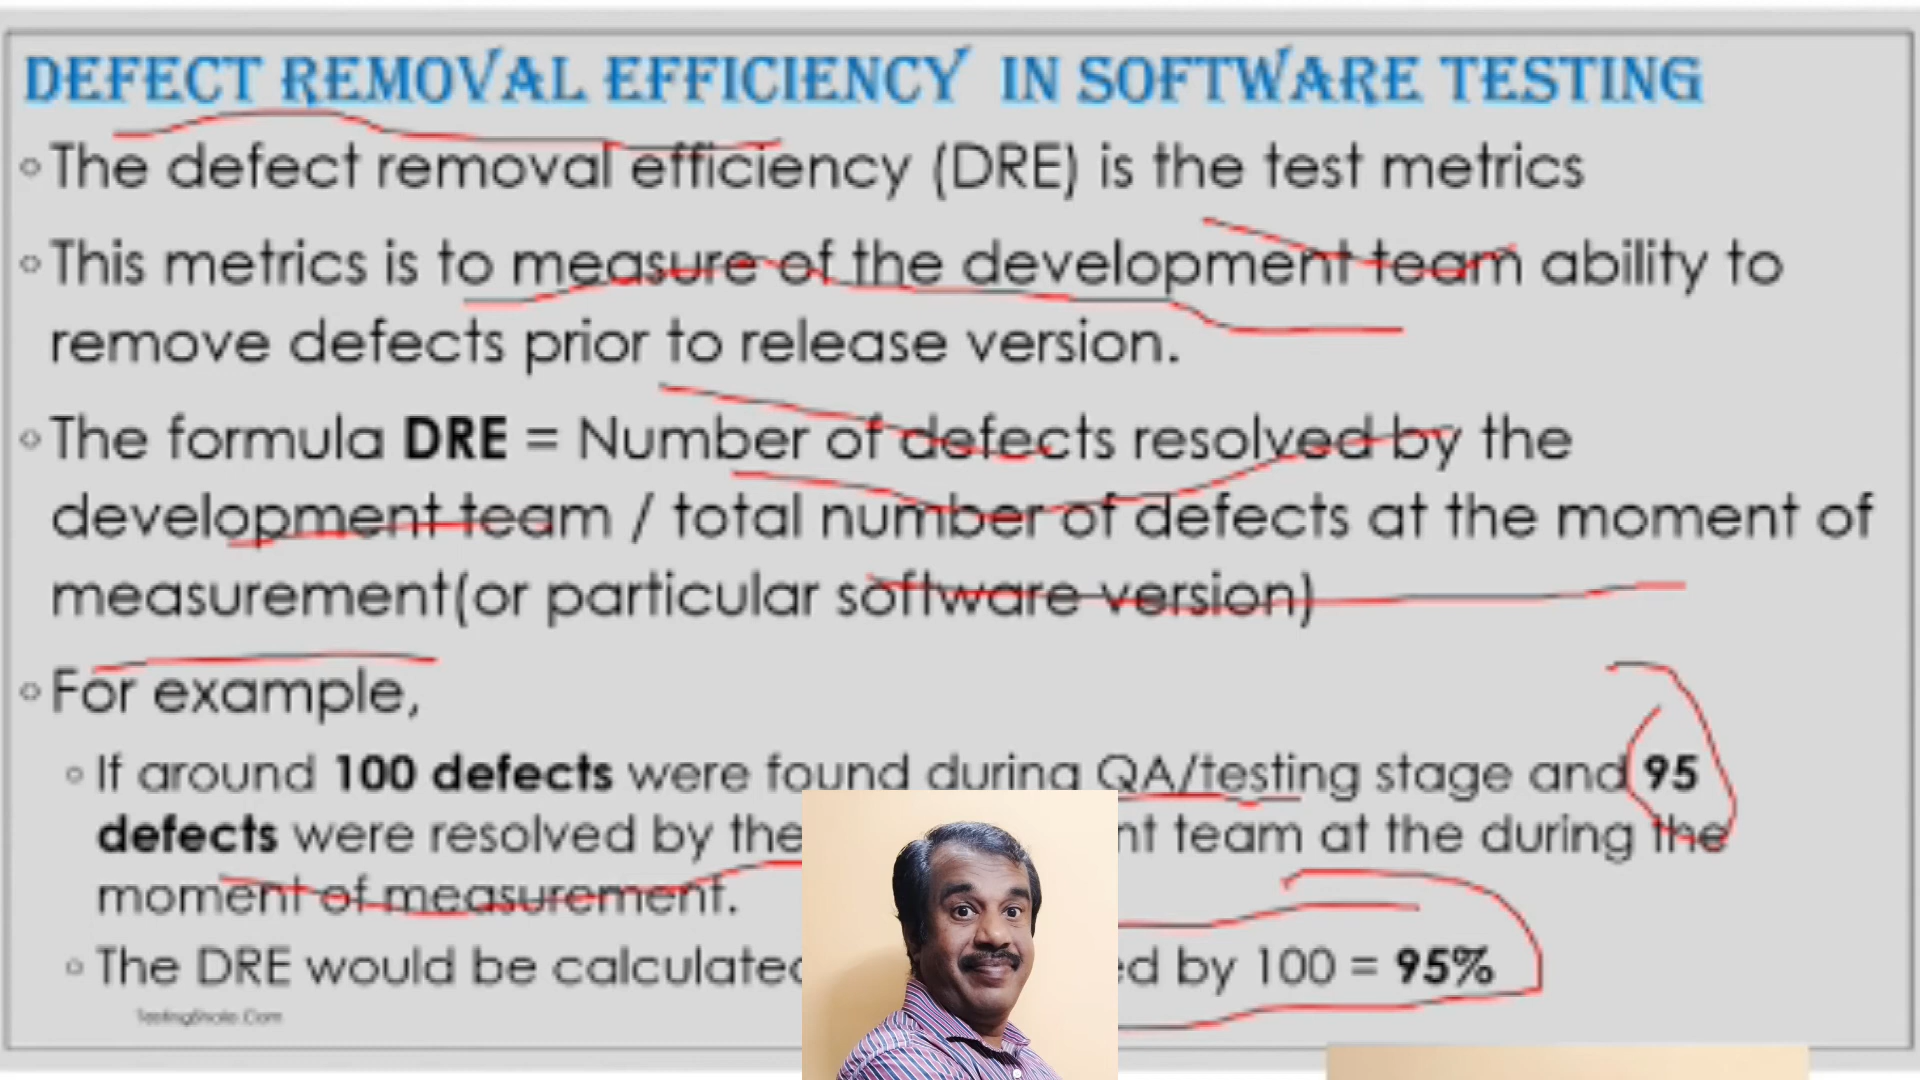 DEFECT REMOVAL EFFICIENCY IN SOFTWARE TESTING
The defect removal efficiency (DRE) is the test metrics
This metrics is to measure of the development team ability to
remove defects prior to release version.
The formula DRE = Number of defects resolved by the
development team / total number of defects at the moment of
measurement(or particular software version)
For example,
If around 100 defects were found during QA/testing stage and 95
defects were resolved by the nt team at the during the
moment of measurement.
The DRE would be calculated ed by 100 = 95%